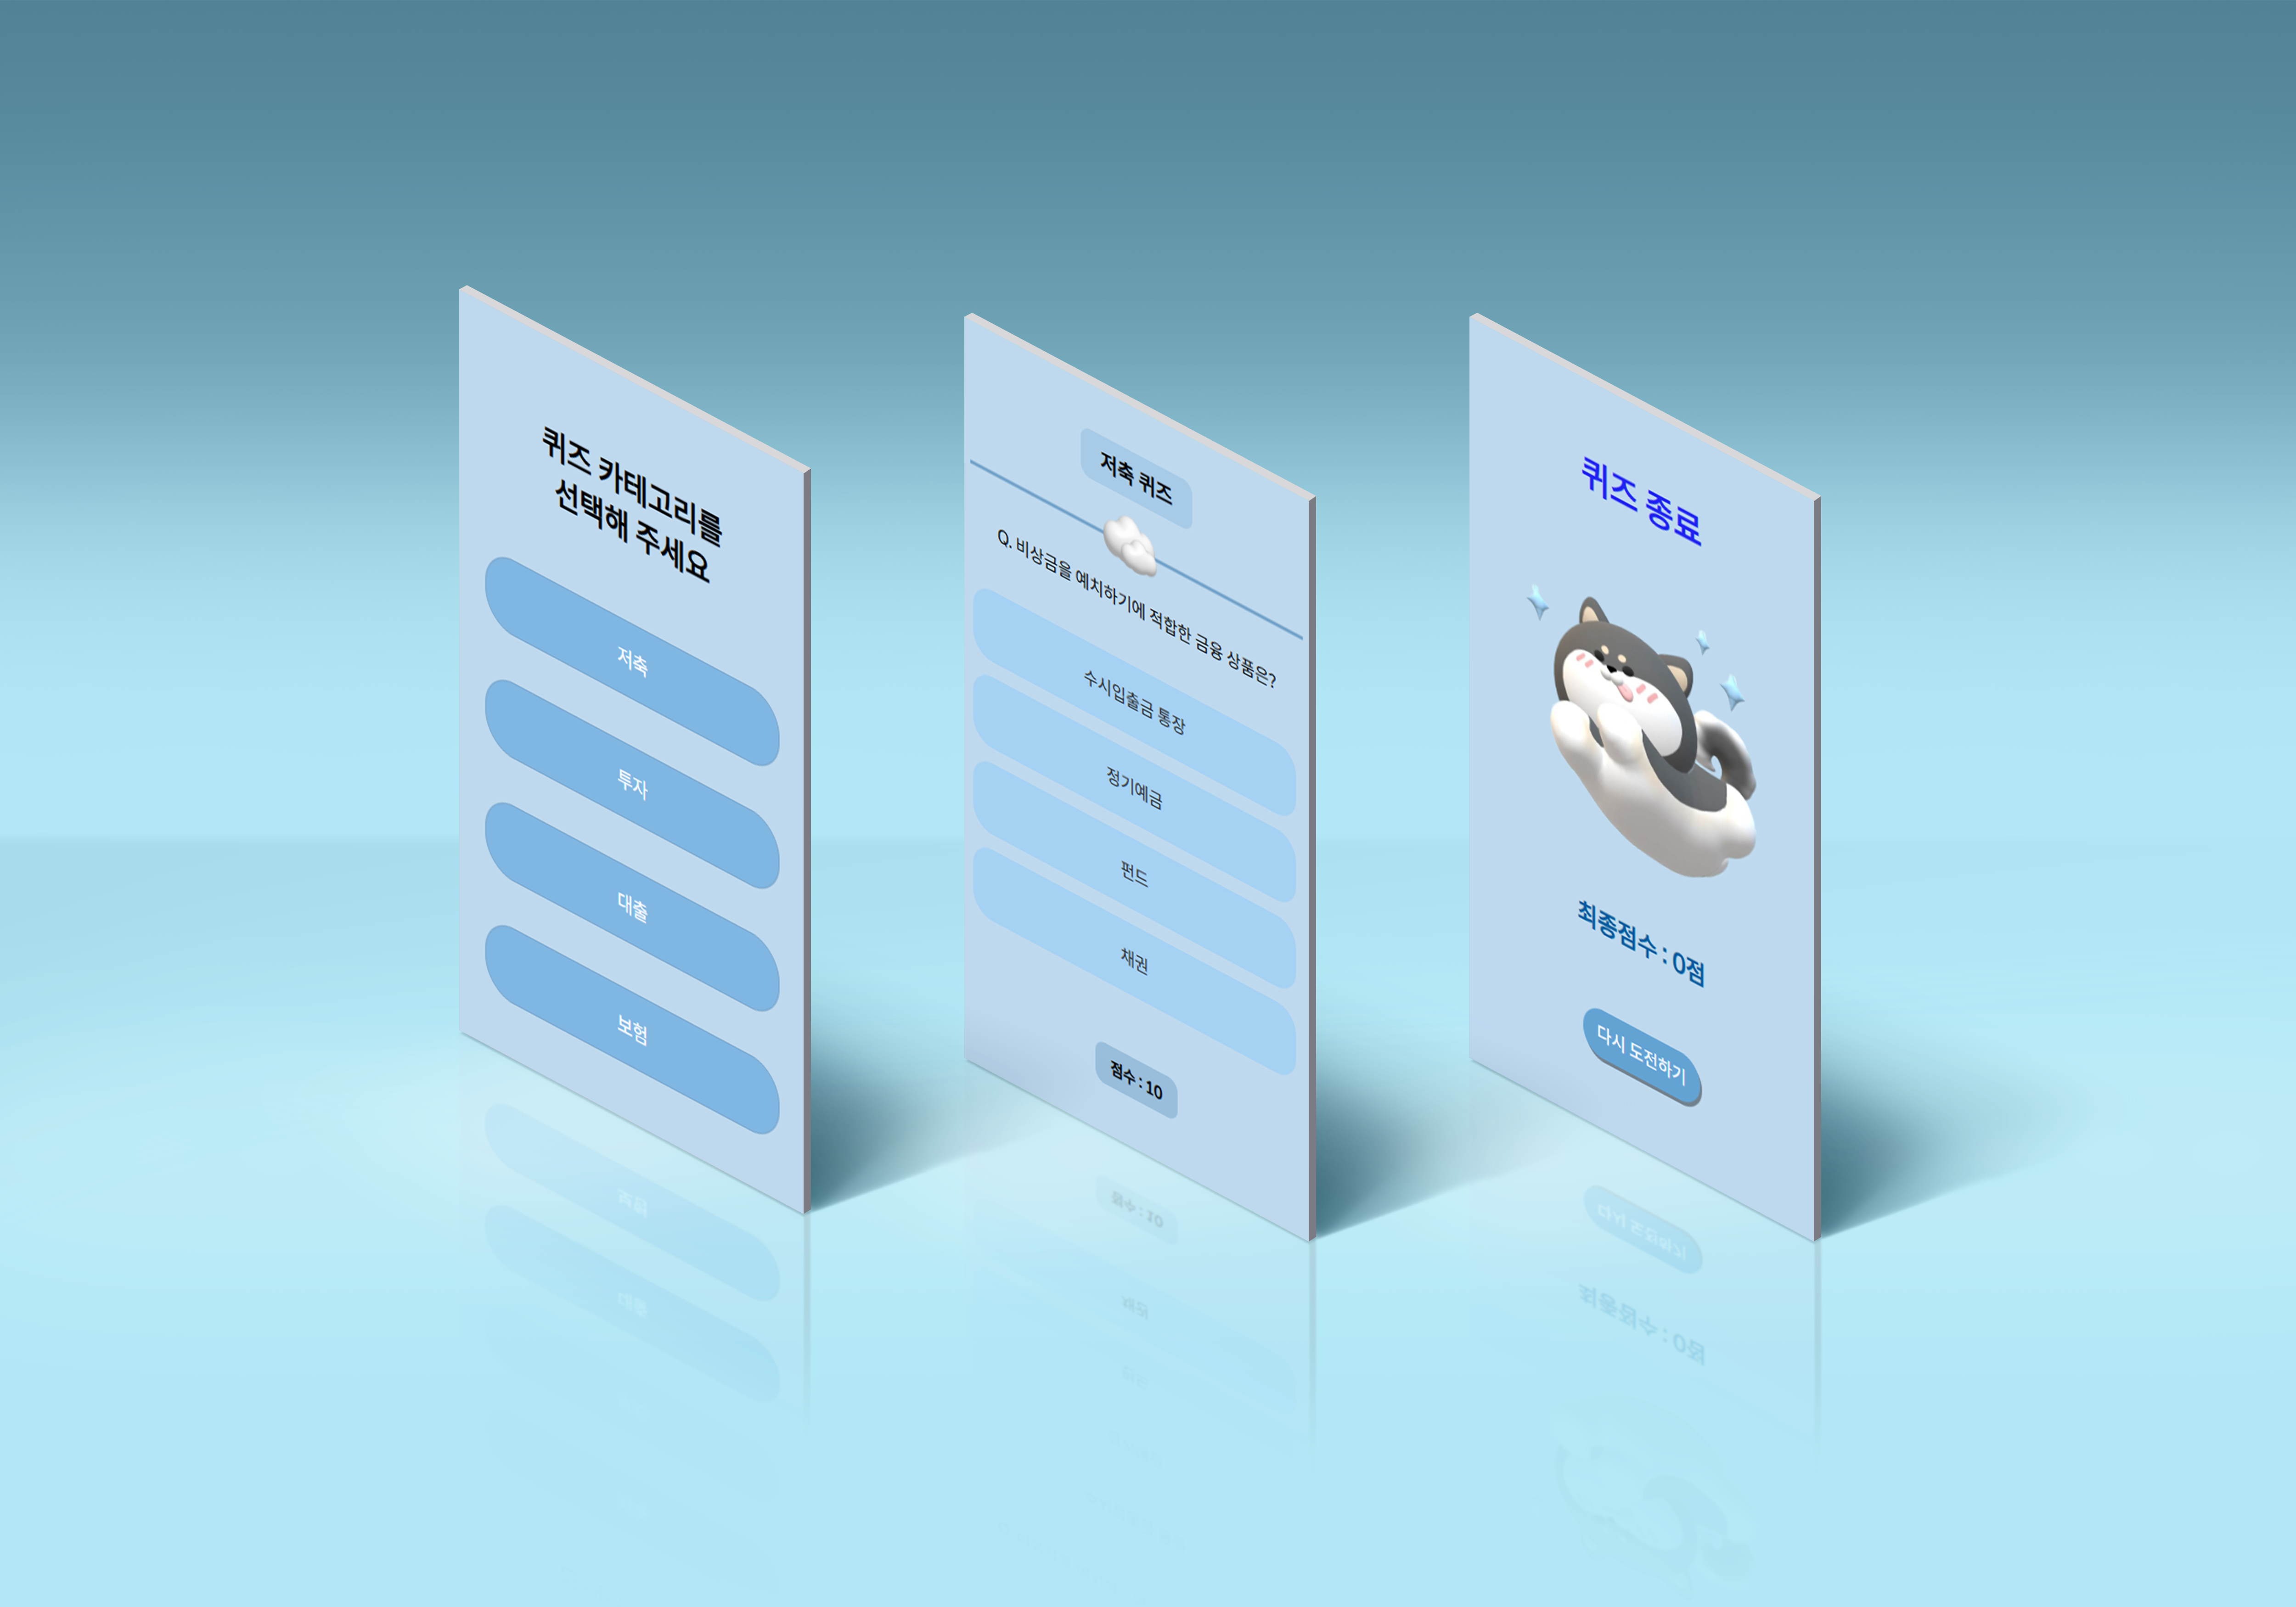 퀴즈 카테고리를
선택해 주세요
저축
투자
대출
보험
저축 퀴즈
Q. 비상금을 예치하기에 적합한 금융 상품은?
수시입출금 통장
정기예금
펀드
채권
점수 : 10
퀴즈 종료
최종점수 : 0점
다시 도전하기